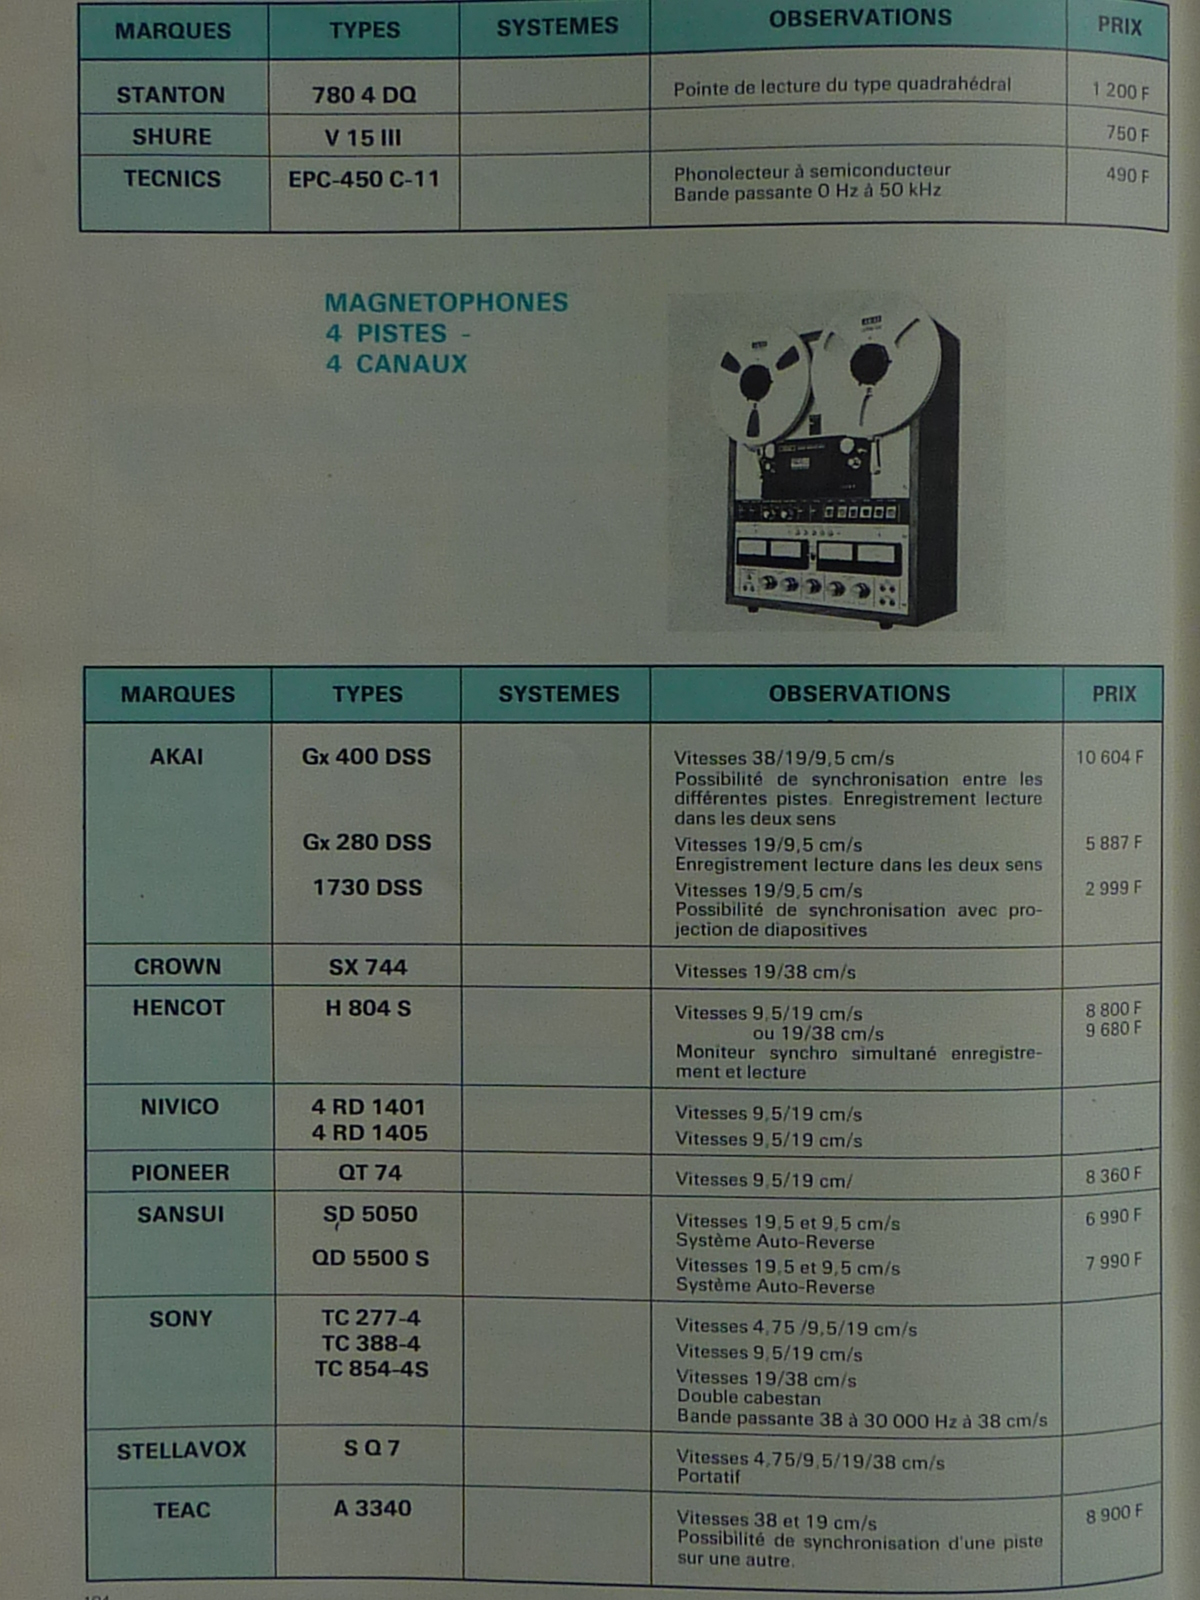 MARQUES TYPES SYSTEMES OBSERVATIONS PRIX
STANTON 780 4 DQ Pointe de lecture du type quadrahédral 1 200 F
SHURE V 15 III 750 F
TECNICS EPC-450 C-11 Phonolecteur à semiconducteur 490 F
Bande passante 0 Hz à 50 kHz
MAGNETOPHONES
4 PISTES -
4 CANAUX
MARQUES TYPES SYSTEMES OBSERVATIONS PRIX
AKAI Gx 400 DSS Vitesses 38/19/9,5 cm/s 10 604 F
Possibilité de synchronisation entre les
différentes pistes. Enregistrement lecture
dans les deux sens
Gx 280 DSS Vitesses 19/9,5 cm/s 5 887 F
Enregistrement lecture dans les deux sens
1730 DSS Vitesses 19/9,5 cm/s 2 999 F
Possibilité de synchronisation avec pro-
jection de diapositives
CROWN SX 744 Vitesses 19/38 cm/s
HENCOT H 804 S Vitesses 9,5/19 cm/s 8 800 F
ou 19/38 cm/s 9 680 F
Moniteur synchro simultané enregistre-
ment et lecture
NIVICO 4 RD 1401 Vitesses 9,5/19 cm/s
4 RD 1405 Vitesses 9,5/19 cm/s
PIONEER QT 74 Vitesses 9,5/19 cm/ 8 360 F
SANSUI SD 5050 Vitesses 19,5 et 9,5 cm/s 6 990 F
Système Auto-Reverse
QD 5500 S Vitesses 19,5 et 9,5 cm/s 7 990 F
Système Auto-Reverse
SONY TC 277-4 Vitesses 4,75 /9,5/19 cm/s
TC 388-4 Vitesses 9,5/19 cm/s
TC 854-4S Vitesses 19/38 cm/s
Double cabestan
Bande passante 38 à 30 000 Hz à 38 cm/s
STELLAVOX S Q 7 Vitesses 4,75/9,5/19/38 cm/s
Portatif
TEAC A 3340 Vitesses 38 et 19 cm/s 8 900 F
Possibilité de synchronisation d'une piste
sur une autre.